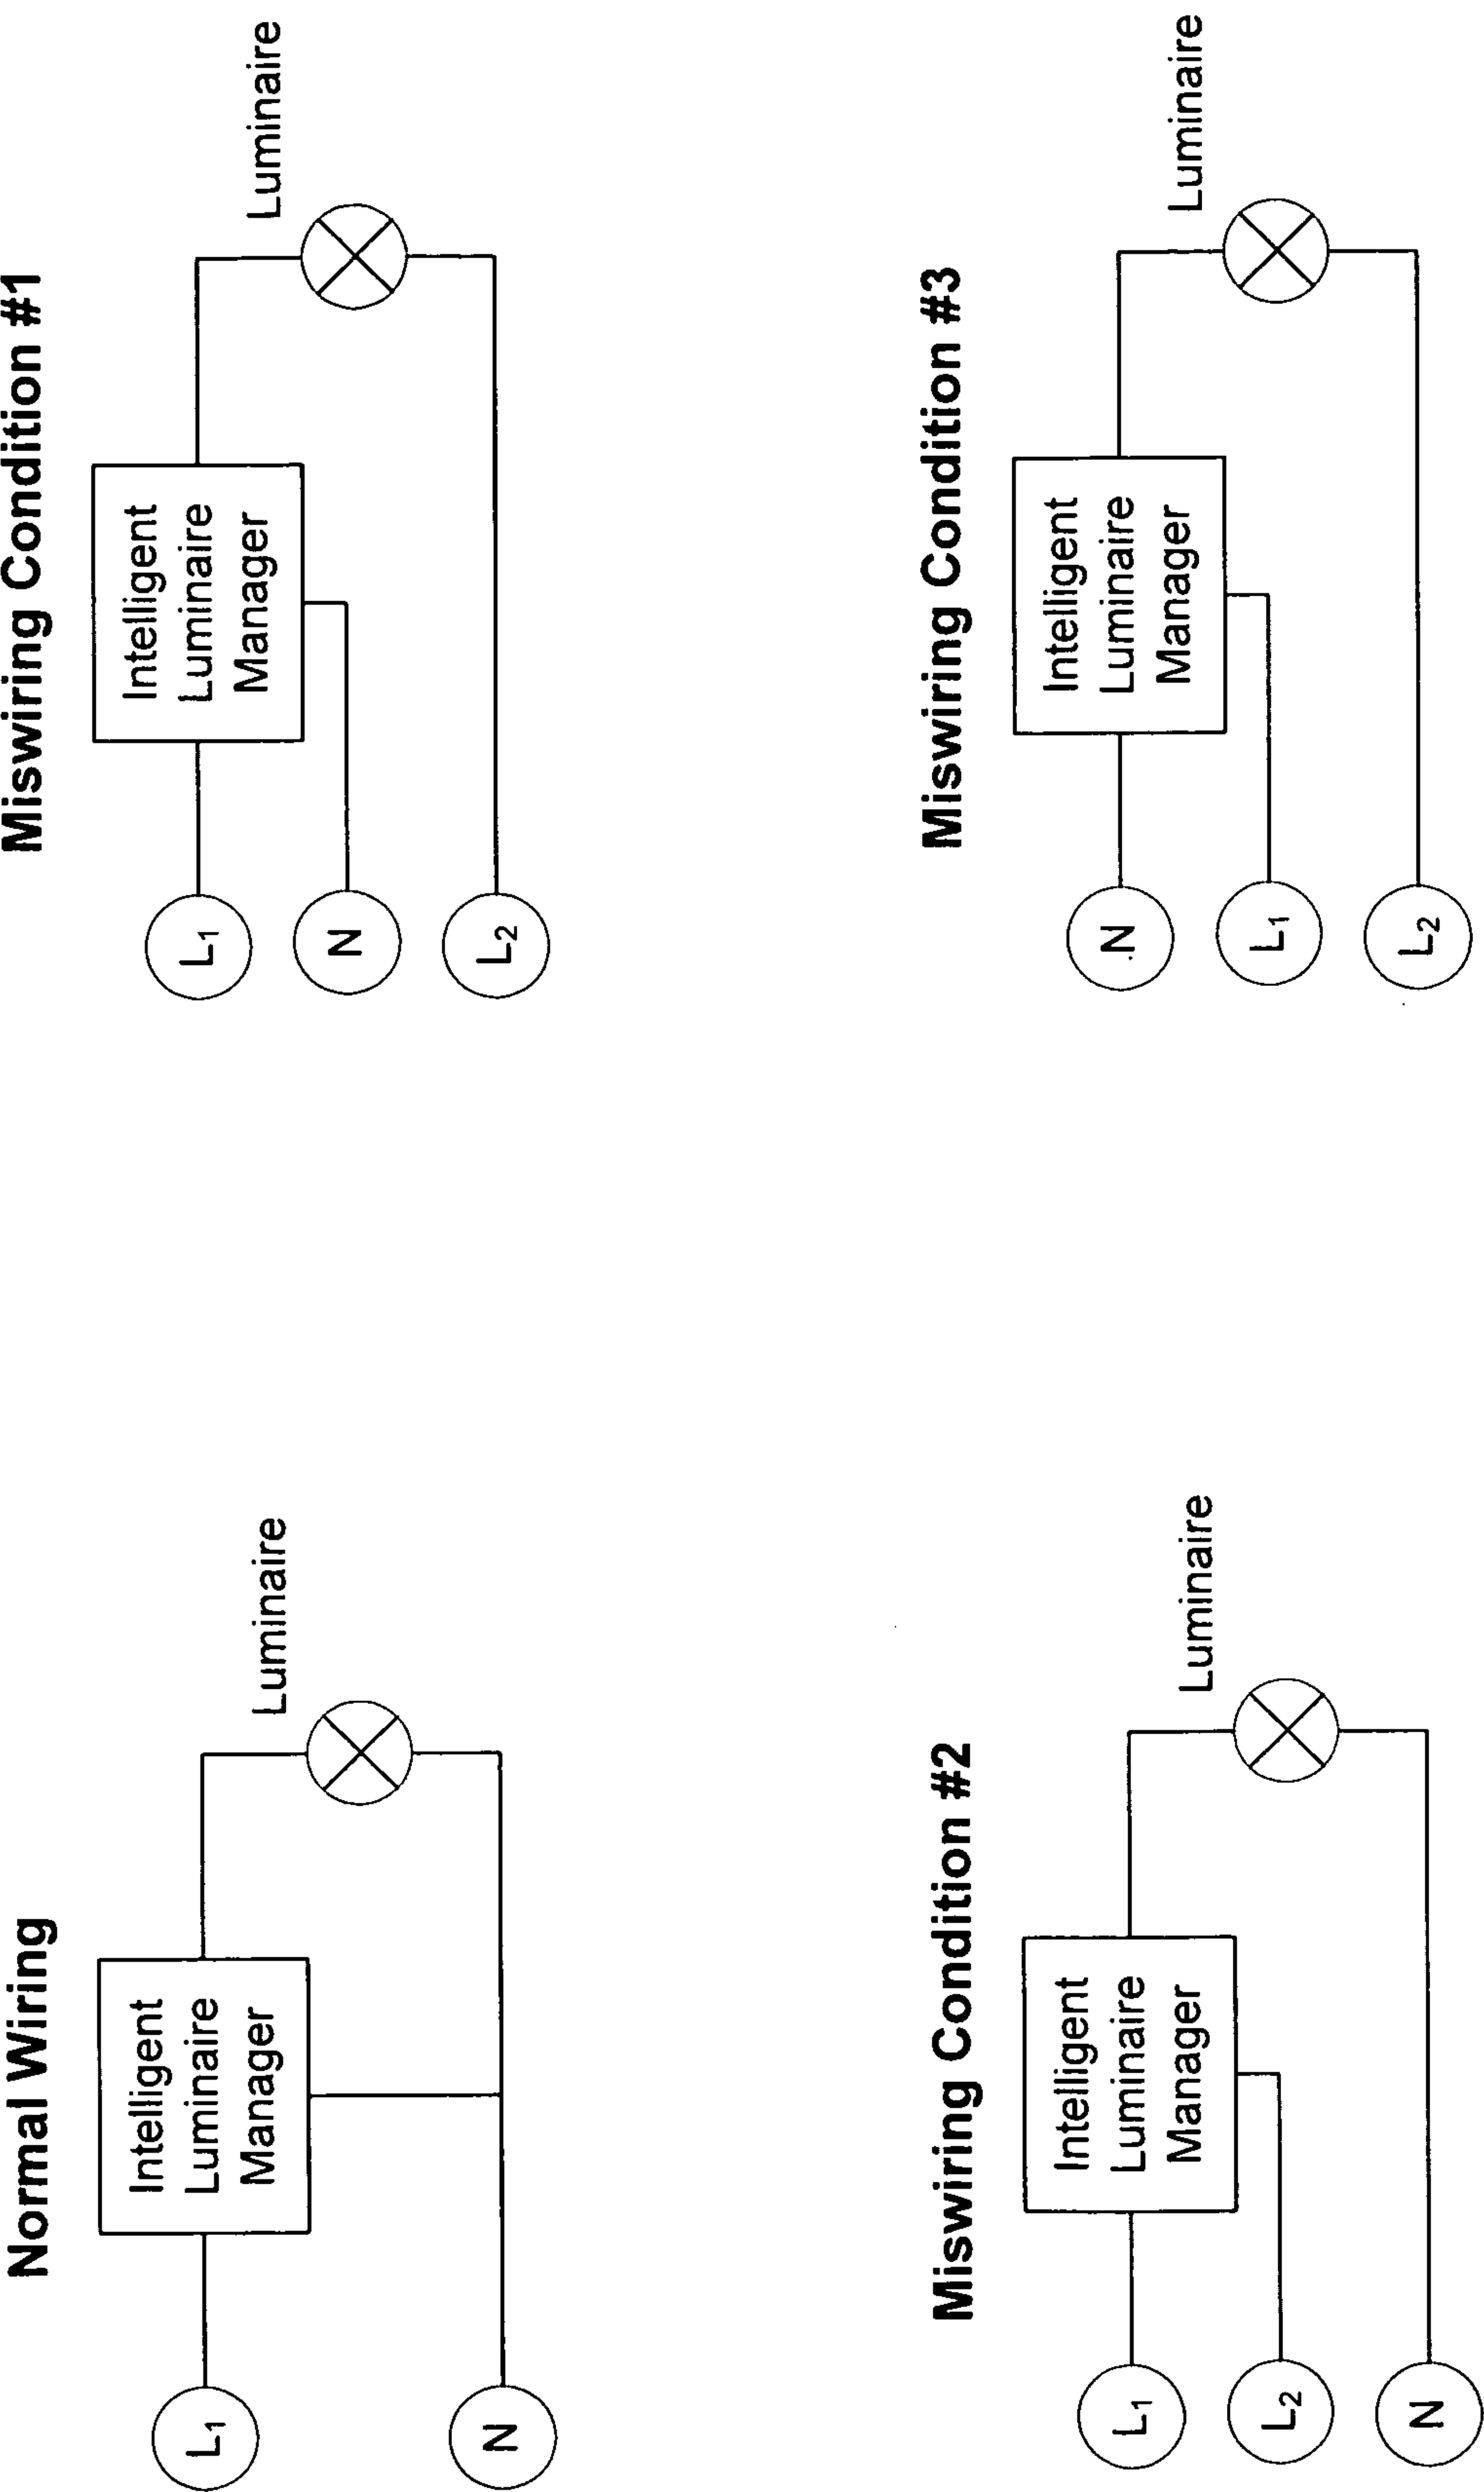 Normal Wiring
L1
Intelligent
Luminaire
Manager
Luminaire
N
Miswiring Condition #1
L1
Intelligent
Luminaire
Manager
Luminaire
N
L2
Miswiring Condition #2
L1
Intelligent
Luminaire
Manager
Luminaire
L2
N
Miswiring Condition #3
N
Intelligent
Luminaire
Manager
Luminaire
L1
L2